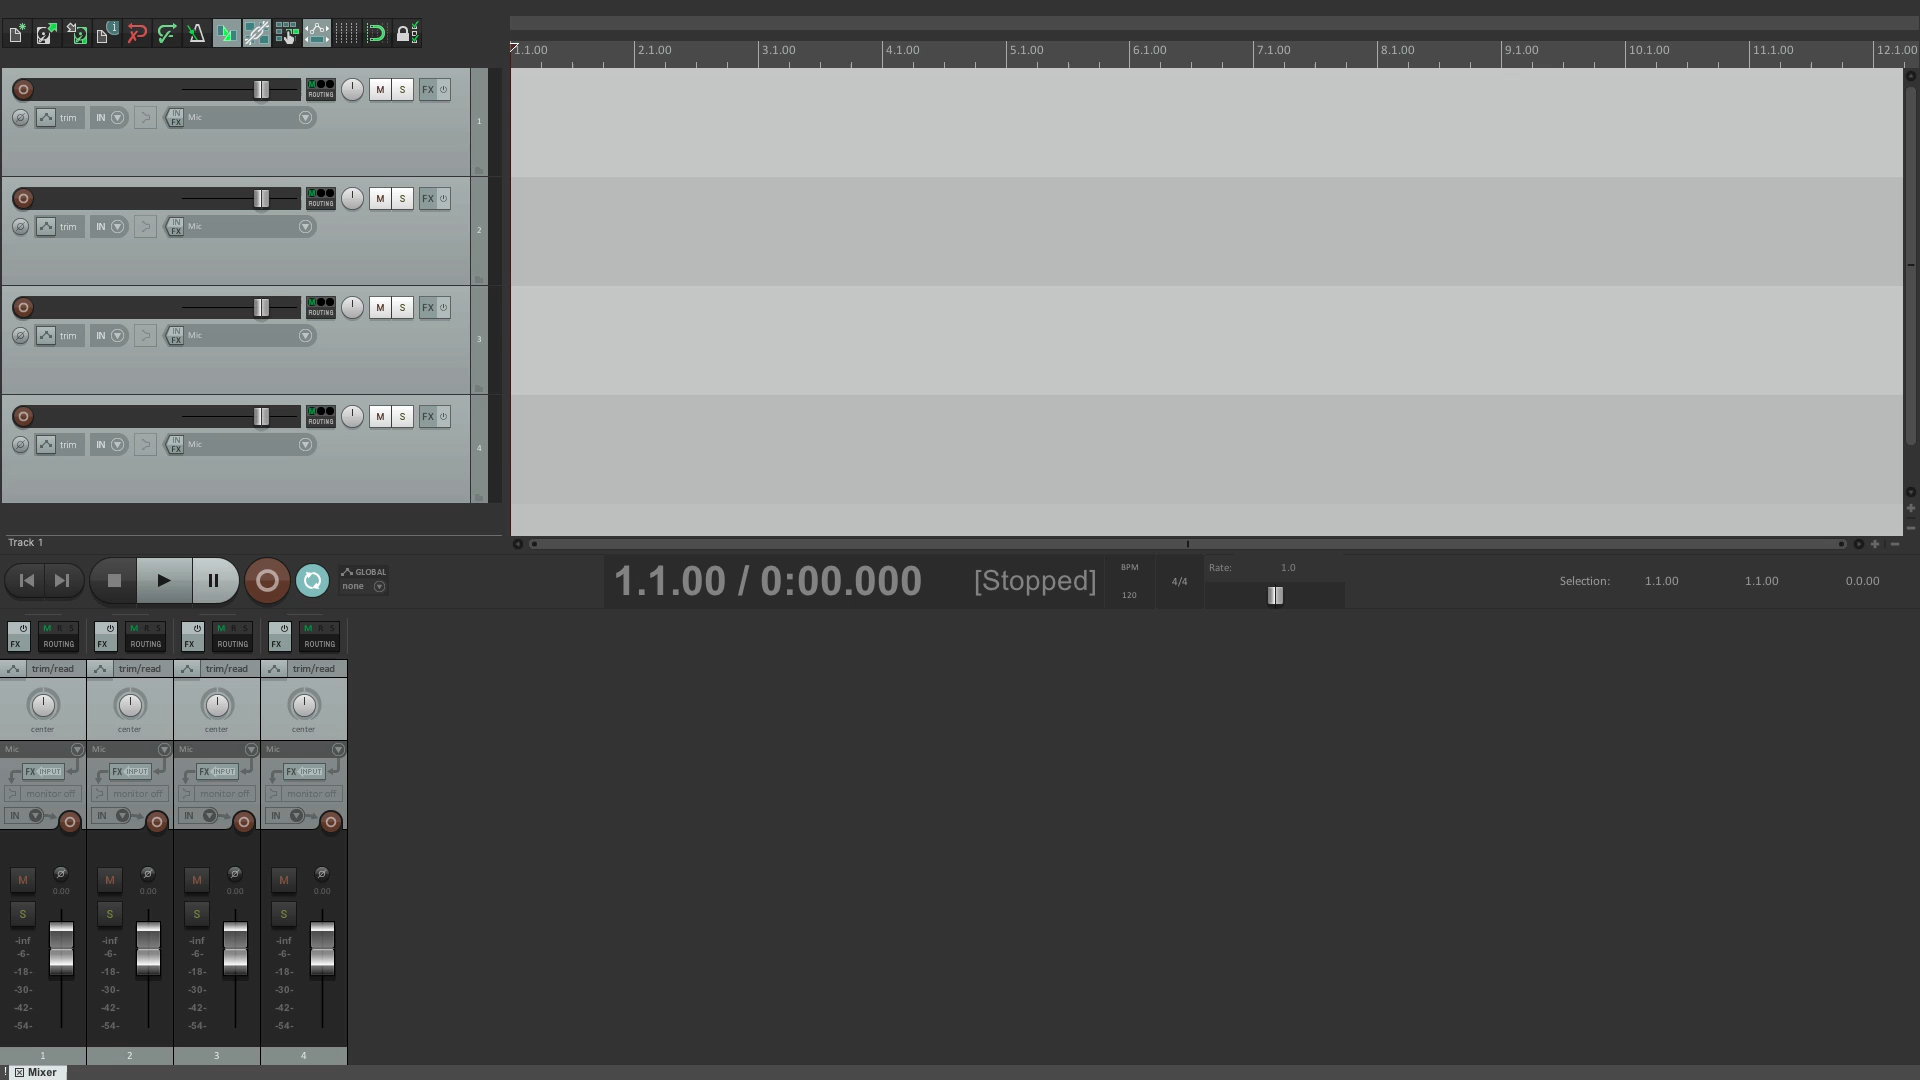 1.1.00 2.1.00 3.1.00 4.1.00 5.1.00 6.1.00 7.1.00 8.1.00 9.1.00 10.1.00 11.1.00 12.1.00
M ROUTING M S FX
trim IN IN FX Mic
1
M ROUTING M S FX
trim IN IN FX Mic
2
M ROUTING M S FX
trim IN IN FX Mic
3
M ROUTING M S FX
trim IN IN FX Mic
4
Track 1
GLOBAL
none
1.1.00 / 0:00.000 [Stopped]
BPM
120
4/4
Rate: 1.0
Selection: 1.1.00 1.1.00 0.0.00
M R S M R S M R S M R S
FX ROUTING FX ROUTING FX ROUTING FX ROUTING
trim/read trim/read trim/read trim/read
center center center center
Mic Mic Mic Mic
FX INPUT FX INPUT FX INPUT FX INPUT
monitor off monitor off monitor off monitor off
IN IN IN IN
M M M M
0.00 0.00 0.00 0.00
S S S S
-inf -inf -inf -inf
-6- -6- -6- -6-
-18- -18- -18- -18-
-30- -30- -30- -30-
-42- -42- -42- -42-
-54- -54- -54- -54-
1 2 3 4
! Mixer